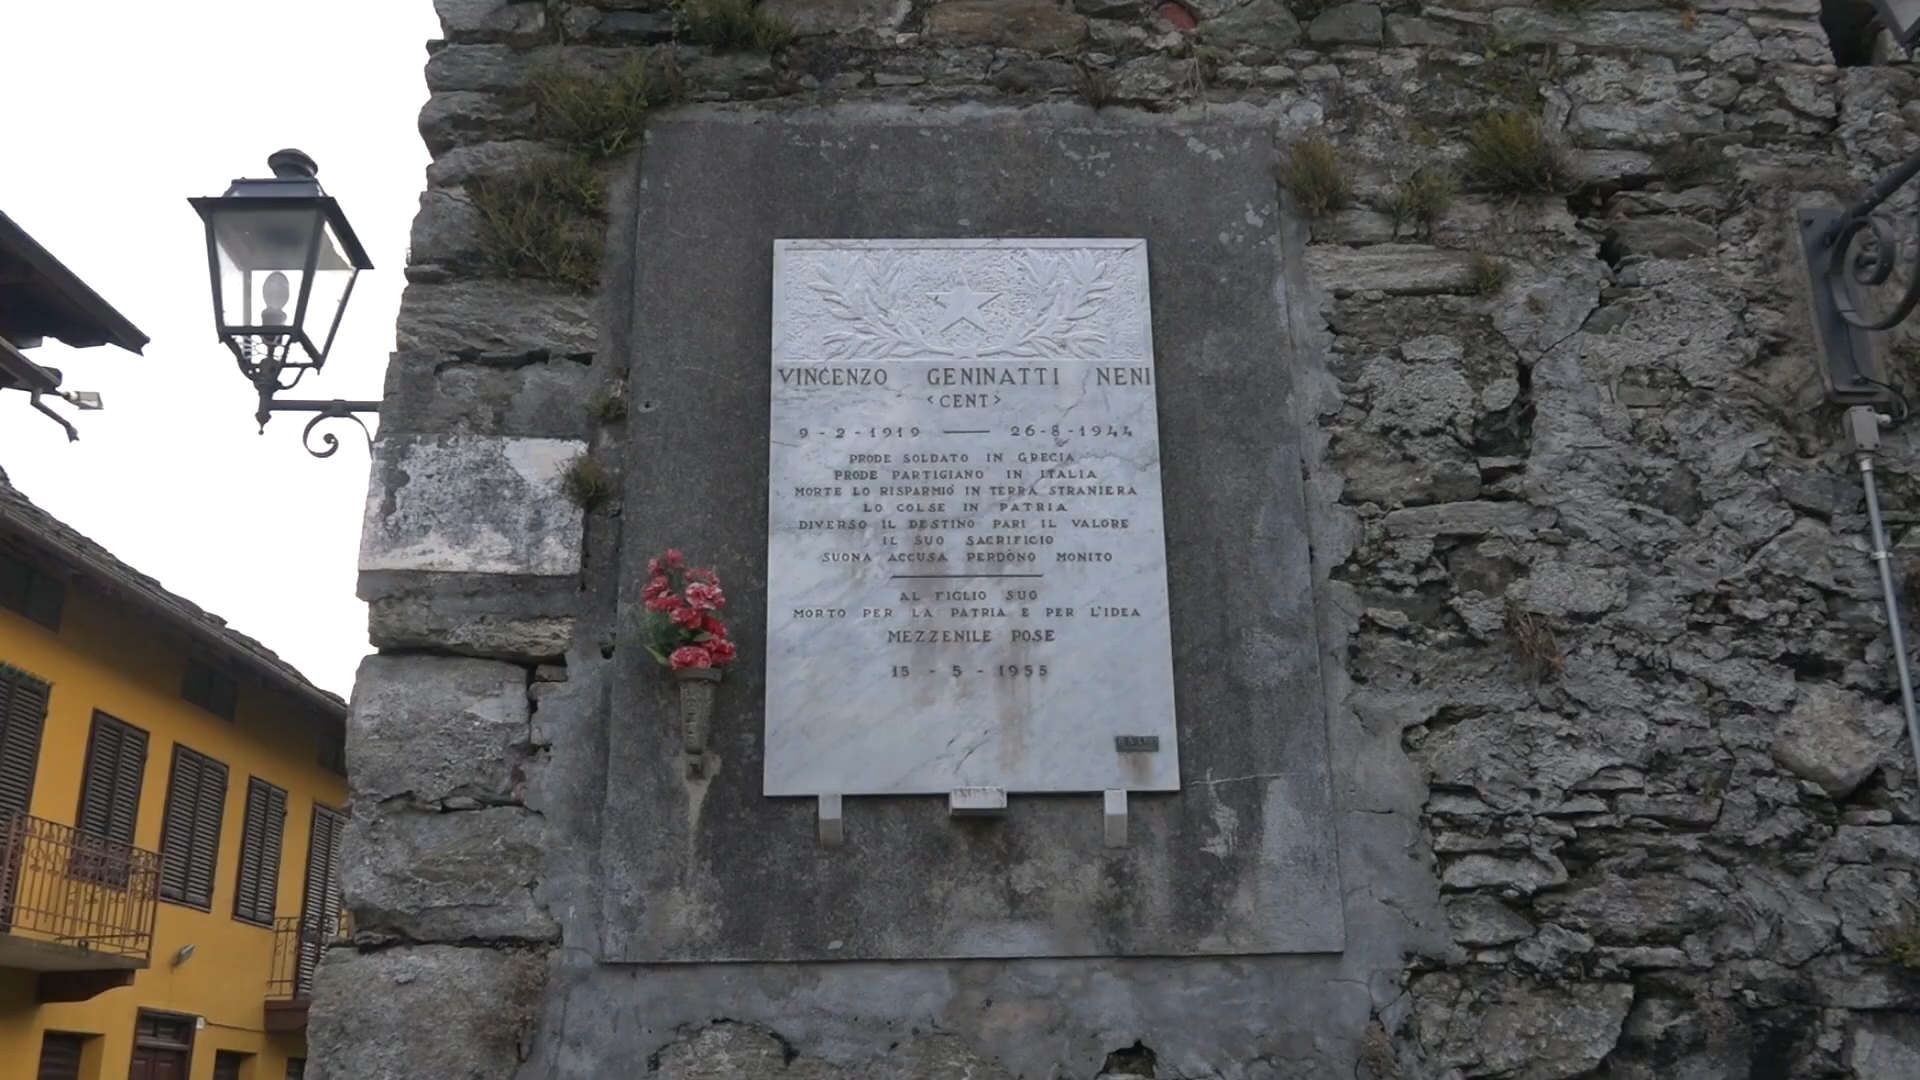 VINCENZO GENINATTI NENI
<CENT>
9-2-1919 — 26-8-1944
PRODE SOLDATO IN GRECIA
PRODE PARTIGIANO IN ITALIA
MORTE LO RISPARMIÒ IN TERRA STRANIERA
LO COLSE IN PATRIA
DIVERSO IL DESTINO PARI IL VALORE
IL SUO SACRIFICIO
SUONA ACCUSA PERDONO MONITO
AL FIGLIO SUO
MORTO PER LA PATRIA E PER L'IDEA
MEZZENILE POSE
15 - 5 - 1955